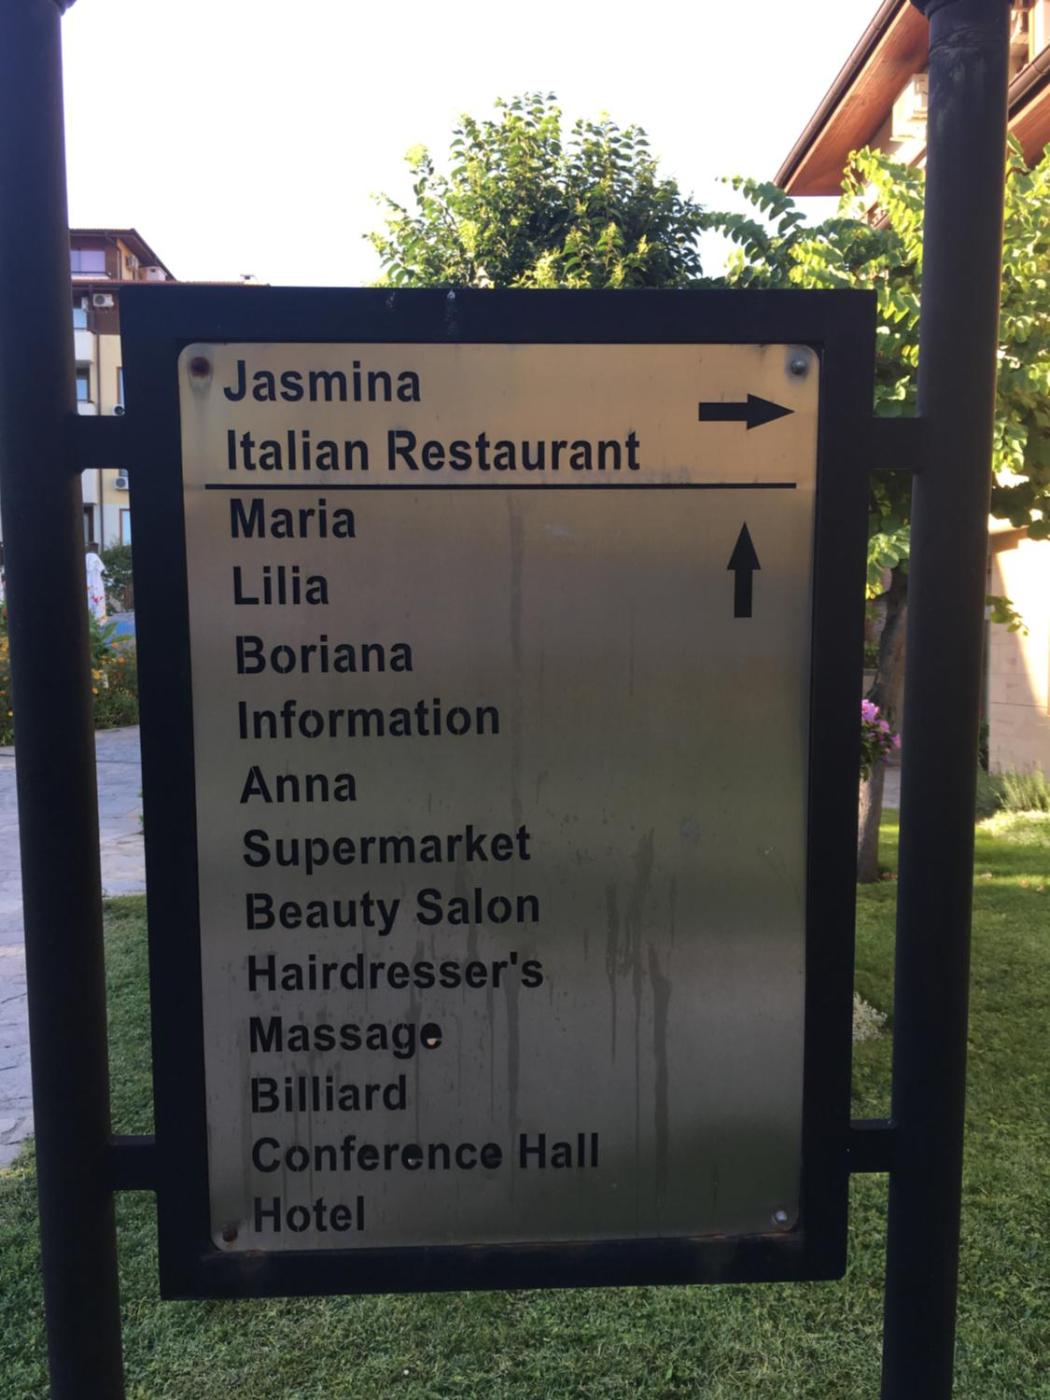 Jasmina
Italian Restaurant
Maria
Lilia
Boriana
Information
Anna
Supermarket
Beauty Salon
Hairdresser's
Massage
Billiard
Conference Hall
Hotel